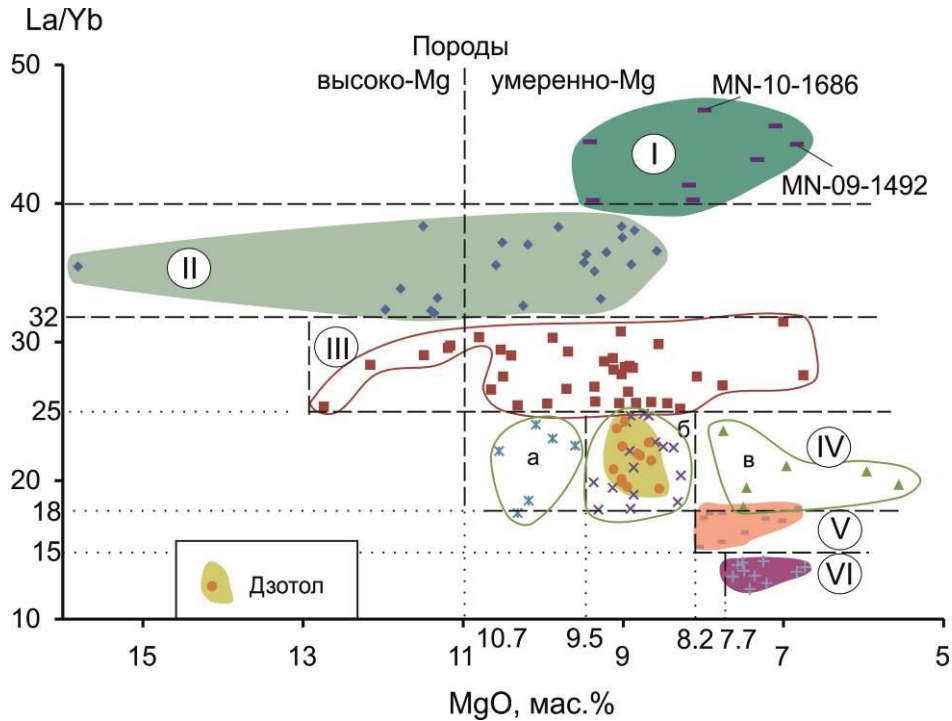 La/Yb
Породы
высоко-Mg
умеренно-Mg
50
MN-10-1686
I
MN-09-1492
40
II
32
30
III
25
б
а
в
IV
20
18
V
15
VI
Дзотол
10
10.7
9.5
8.2
7.7
15
13
11
9
7
5
MgO, мас.%